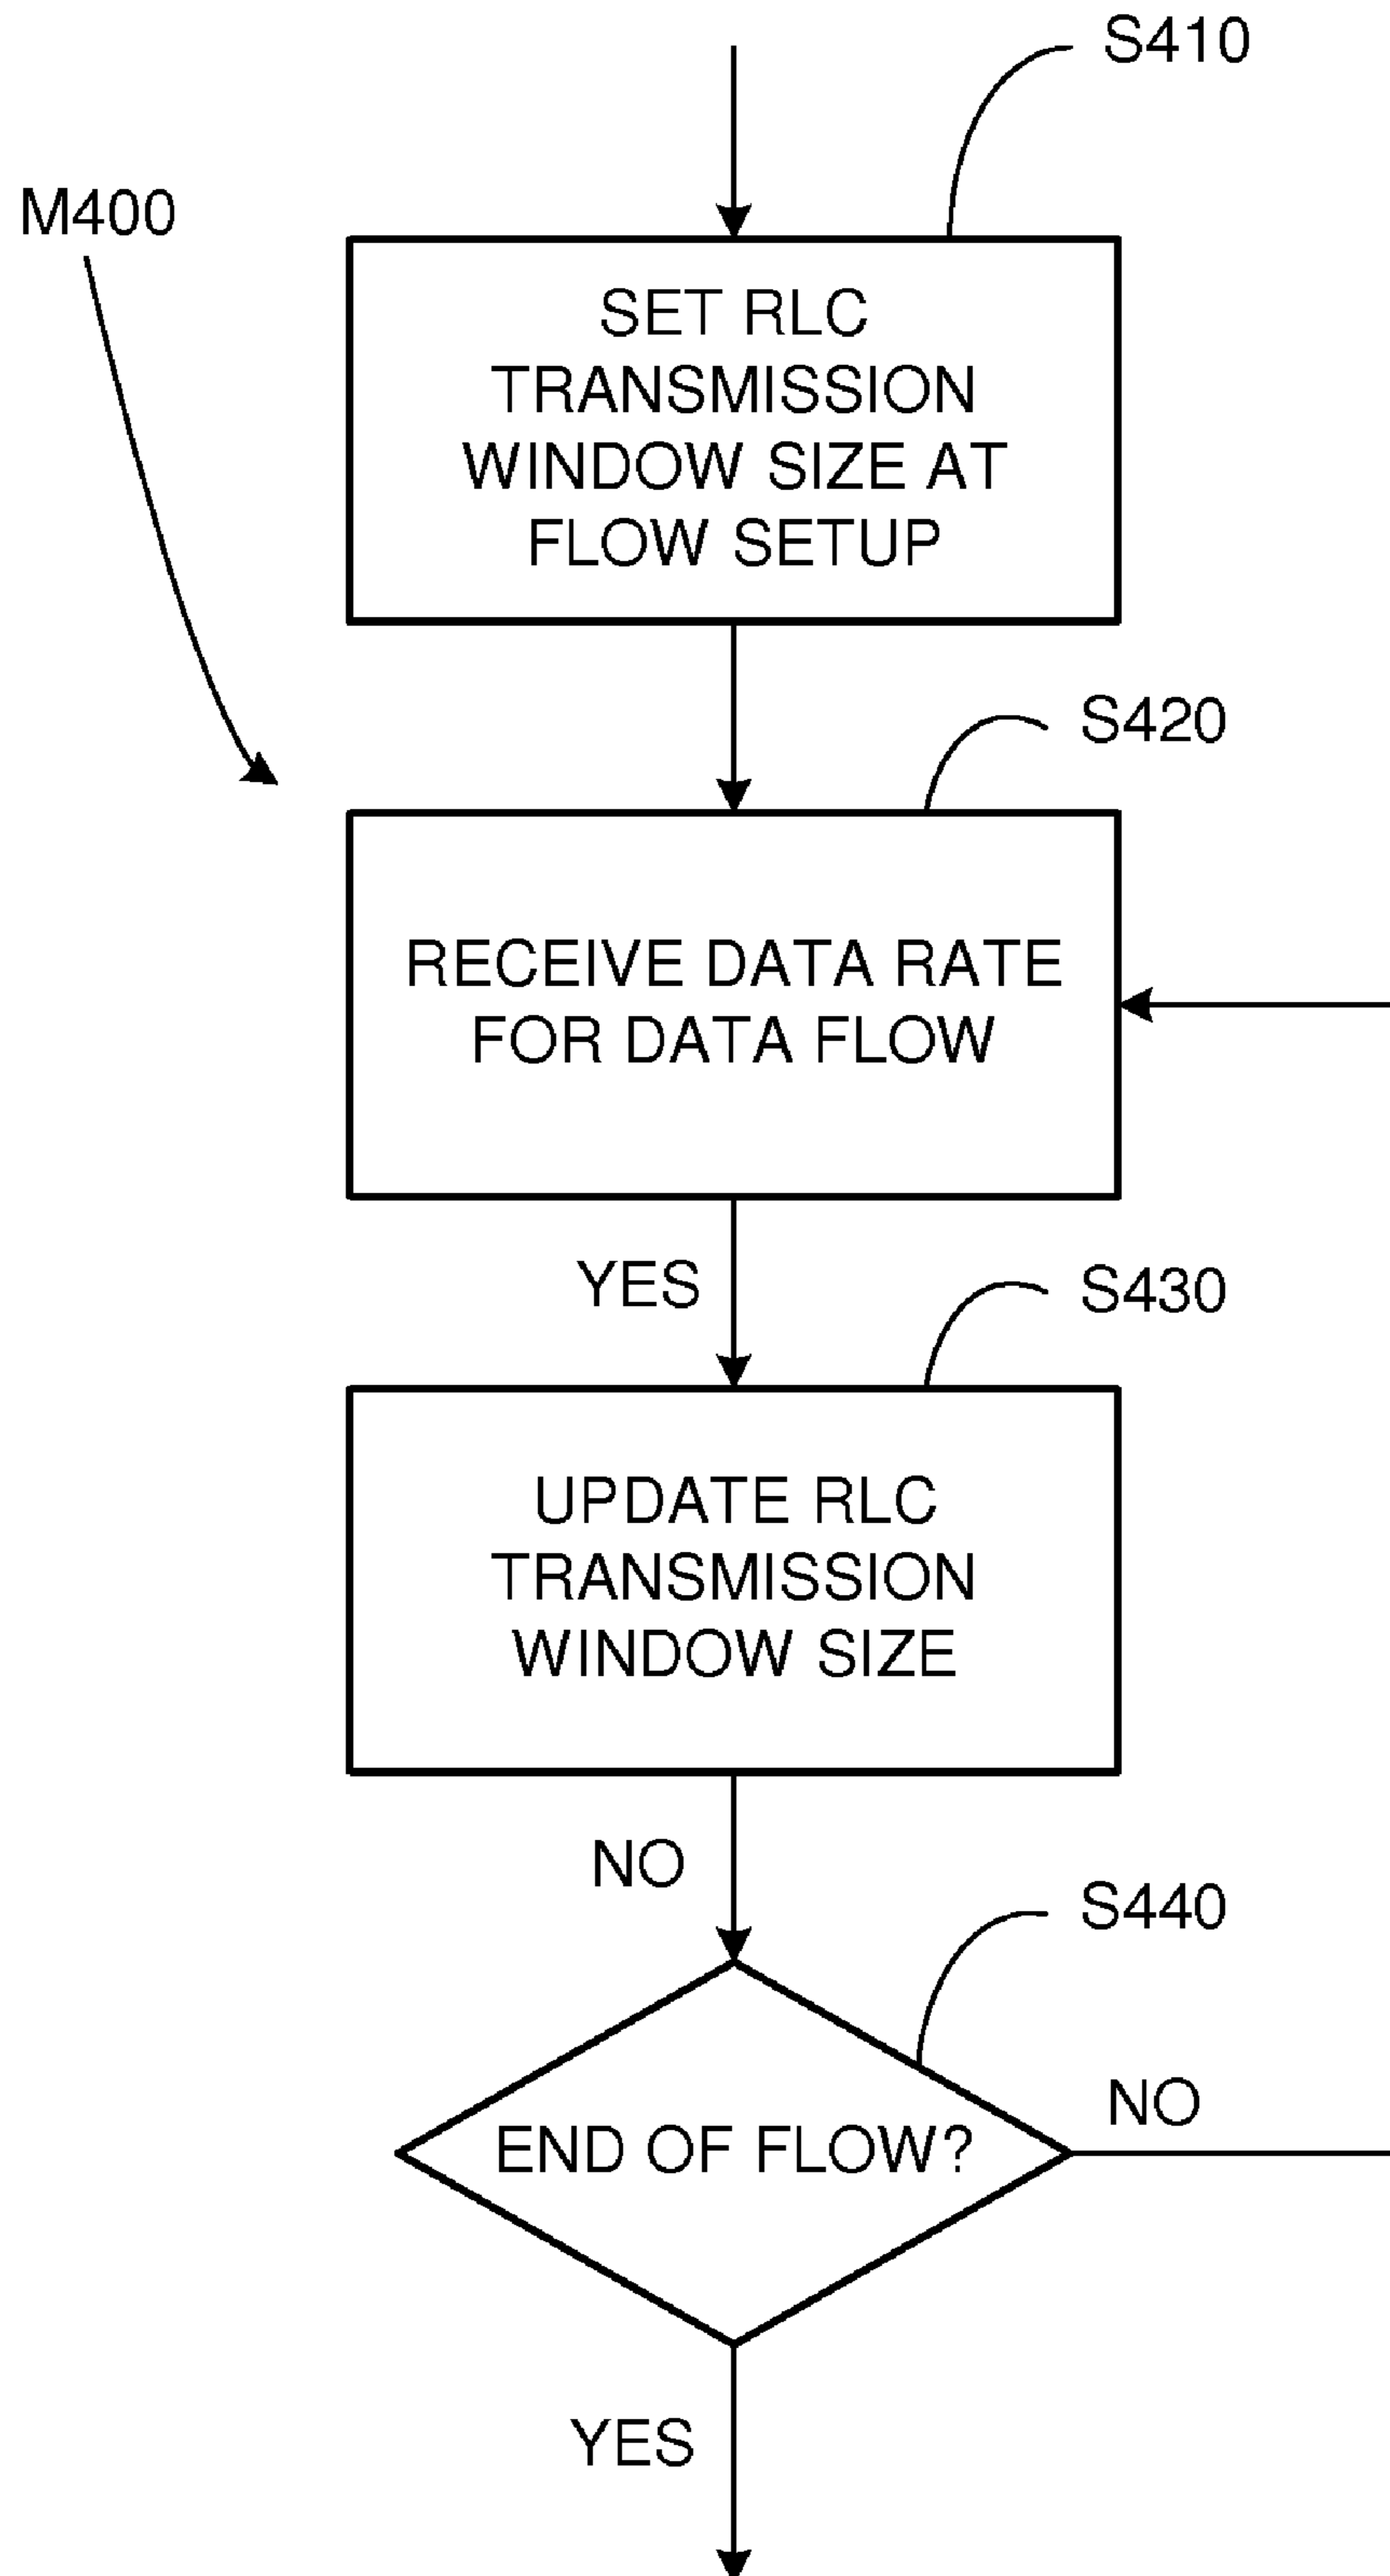 S410
M400
SET RLC
TRANSMISSION
WINDOW SIZE AT
FLOW SETUP
S420
RECEIVE DATA RATE
FOR DATA FLOW
YES
S430
UPDATE RLC
TRANSMISSION
WINDOW SIZE
NO
S440
NO
END OF FLOW?
YES